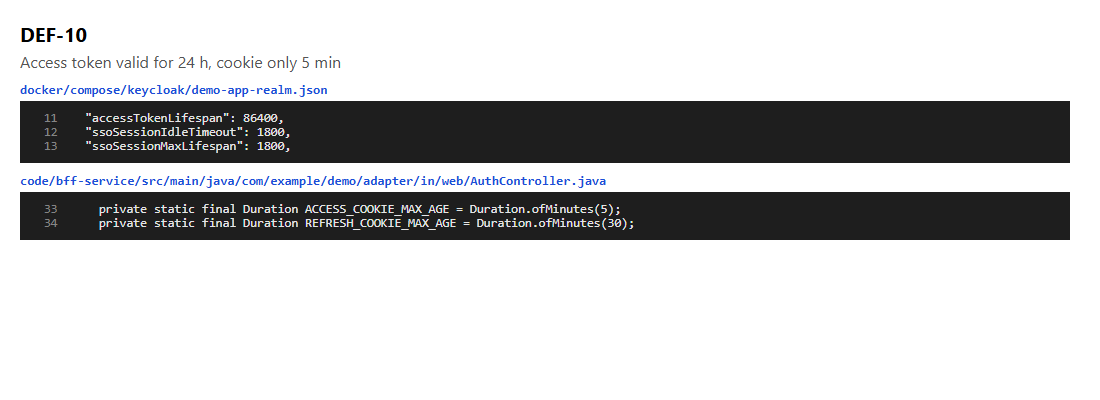 DEF-10
Access token valid for 24 h, cookie only 5 min
docker/compose/keycloak/demo-app-realm.json
11 "accessTokenLifespan": 86400,
12 "ssoSessionIdleTimeout": 1800,
13 "ssoSessionMaxLifespan": 1800,
code/bff-service/src/main/java/com/example/demo/adapter/in/web/AuthController.java
33 private static final Duration ACCESS_COOKIE_MAX_AGE = Duration.ofMinutes(5);
34 private static final Duration REFRESH_COOKIE_MAX_AGE = Duration.ofMinutes(30);